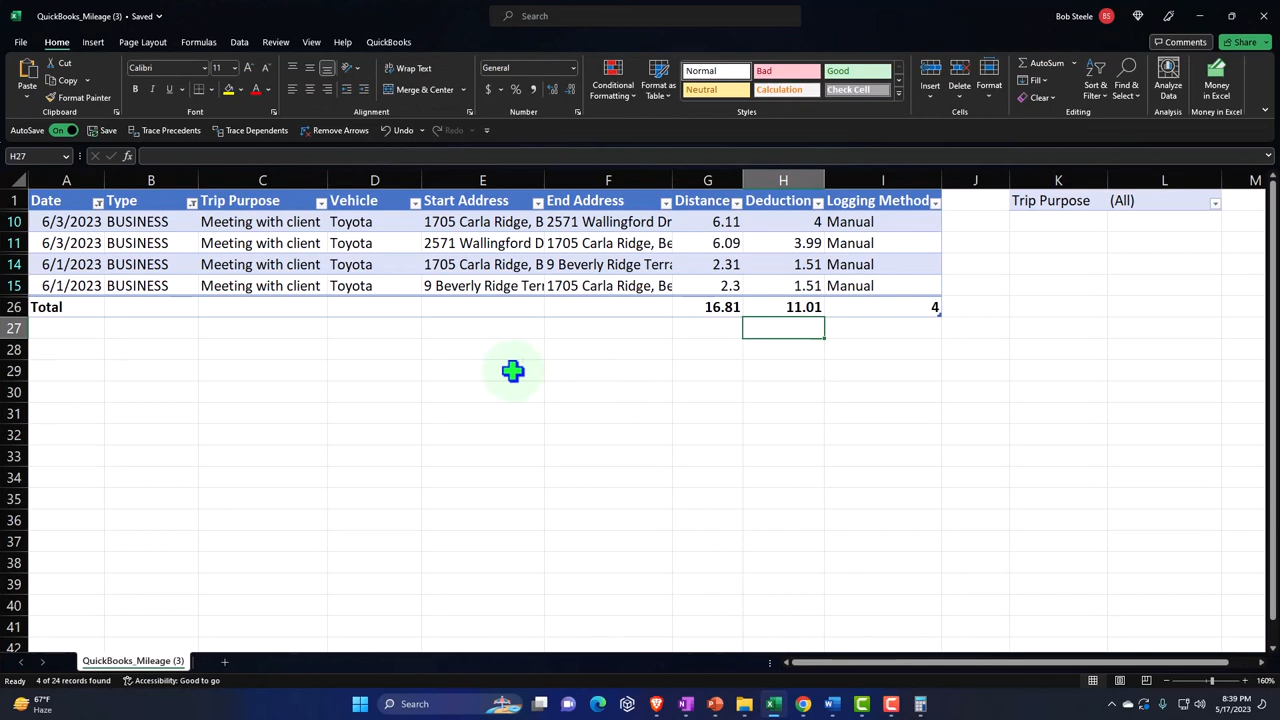 QuickBooks_Mileage (3) • Saved
Search
Bob Steele BS
File Home Insert Page Layout Formulas Data Review View Help QuickBooks
Comments Share
Paste
Cut
Copy
Format Painter
Clipboard
Calibri 11 A A
B I U A
Font
Wrap Text
Merge & Center
Alignment
General
$ % 9
Number
Conditional Formatting
Format as Table
Normal Bad Good
Neutral Calculation Check Cell
Styles
Insert Delete Format
Cells
AutoSum
Fill
Clear
Sort & Filter
Find & Select
Editing
Analyze Data
Analysis
Money in Excel
Money in Excel
AutoSave On Save Trace Precedents Trace Dependents Remove Arrows Undo Redo
H27 fx
A B C D E F G H I J K L M
1 Date Type Trip Purpose Vehicle Start Address End Address Distance Deduction Logging Method Trip Purpose (All)
10 6/3/2023 BUSINESS Meeting with client Toyota 1705 Carla Ridge, B 2571 Wallingford Dr 6.11 4 Manual
11 6/3/2023 BUSINESS Meeting with client Toyota 2571 Wallingford D 1705 Carla Ridge, Be 6.09 3.99 Manual
14 6/1/2023 BUSINESS Meeting with client Toyota 1705 Carla Ridge, B 9 Beverly Ridge Terra 2.31 1.51 Manual
15 6/1/2023 BUSINESS Meeting with client Toyota 9 Beverly Ridge Terr 1705 Carla Ridge, Be 2.3 1.51 Manual
26 Total 16.81 11.01 4
27
28
29
30
31
32
33
34
35
36
37
38
39
40
41
42
QuickBooks_Mileage (3)
Ready 4 of 24 records found Accessibility: Good to go 160%
67°F
Haze
Search
8:39 PM
5/17/2023